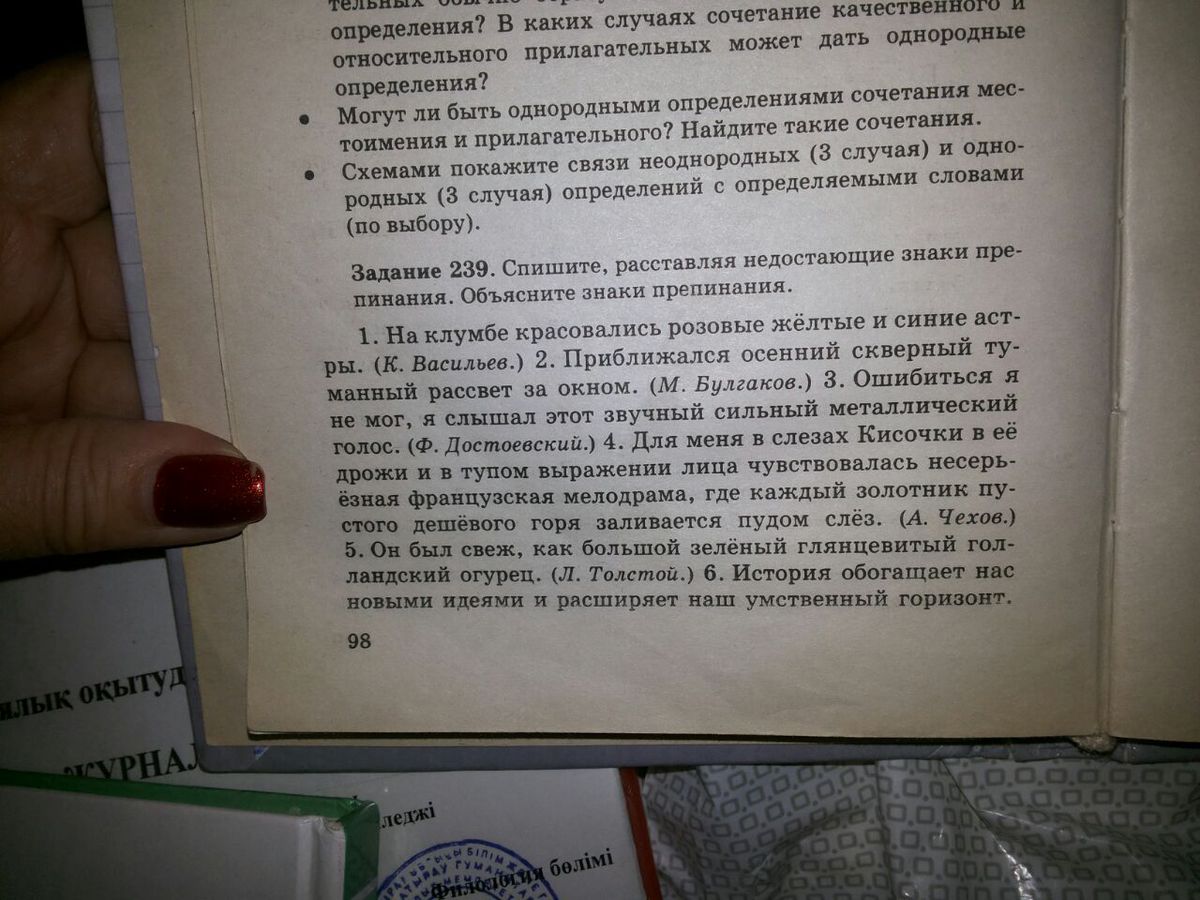 определения? В каких случаях сочетание качественного и
относительного прилагательных может дать однородные
определения?
• Могут ли быть однородными определениями сочетания мес-
тоимения и прилагательного? Найдите такие сочетания.
• Схемами покажите связи неоднородных (3 случая) и одно-
родных (3 случая) определений с определяемыми словами
(по выбору).
Задание 239. Спишите, расставляя недостающие знаки пре-
пинания. Объясните знаки препинания.
1. На клумбе красовались розовые жёлтые и синие аст-
ры. (К. Васильев.) 2. Приближался осенний скверный ту-
манный рассвет за окном. (М. Булгаков.) 3. Ошибиться я
не мог, я слышал этот звучный сильный металлический
голос. (Ф. Достоевский.) 4. Для меня в слезах Кисочки в её
дрожи и в тупом выражении лица чувствовалась несерь-
ёзная французская мелодрама, где каждый золотник пу-
стого дешёвого горя заливается пудом слёз. (А. Чехов.)
5. Он был свеж, как большой зелёный глянцевитый гол-
ландский огурец. (Л. Толстой.) 6. История обогащает нас
новыми идеями и расширяет наш умственный горизонт.
98
оқытуд
ЖУРНАЛ
леджі
Филология бөлімі